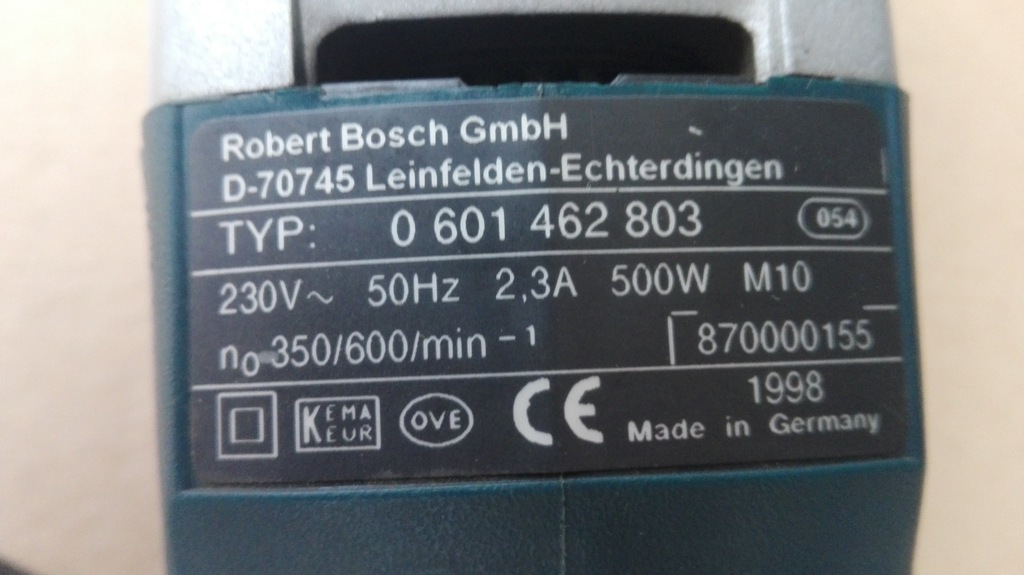 Robert Bosch GmbH
D-70745 Leinfelden-Echterdingen
TYP: 0 601 462 803 054
230V~ 50Hz 2,3A 500W M10
n₀ 350/600/min ⁻¹ 870000155
1998
KEMA EUR OVE CE Made in Germany